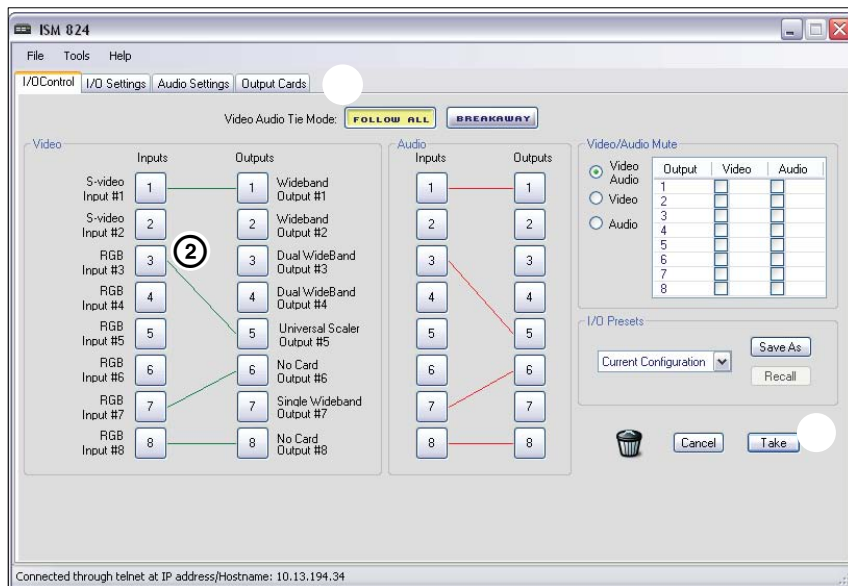 ISM 824
File Tools Help
I/OControl I/O Settings Audio Settings Output Cards
Video Audio Tie Mode: FOLLOW ALL BREAKAWAY
Video
Inputs Outputs
S-video
Input #1
1 1
Wideband
Output #1
S-video
Input #2
2 2
Wideband
Output #2
RGB
Input #3
3 ② 3
Dual WideBand
Output #3
RGB
Input #4
4 4
Dual WideBand
Output #4
RGB
Input #5
5 5
Universal Scaler
Output #5
RGB
Input #6
6 6
No Card
Output #6
RGB
Input #7
7 7
Single Wideband
Output #7
RGB
Input #8
8 8
No Card
Output #8
Audio
Inputs Outputs
1 1
2 2
3 3
4 4
5 5
6 6
7 7
8 8
Video/Audio Mute
Video
Audio
Video
Audio
Output Video Audio
1
2
3
4
5
6
7
8
I/O Presets
Current Configuration
Save As
Recall
Cancel Take
Connected through telnet at IP address/Hostname: 10.13.194.34